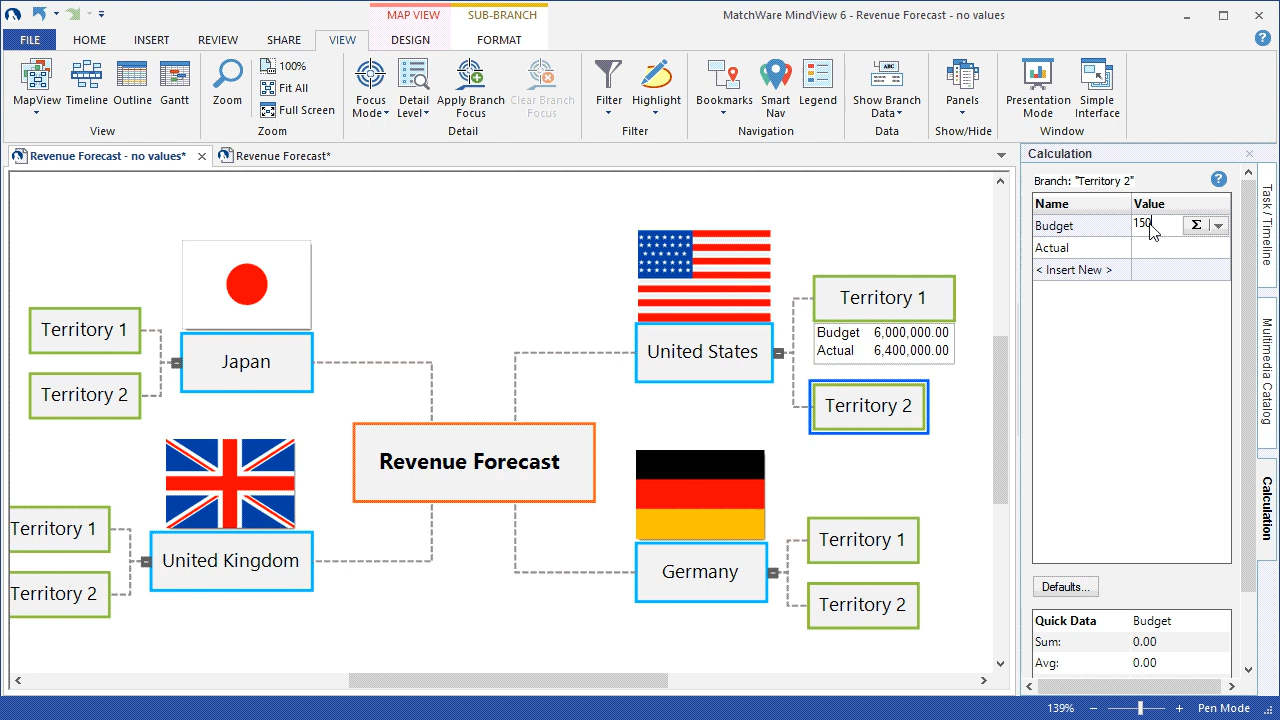 MAP VIEW
SUB-BRANCH
MatchWare MindView 6 - Revenue Forecast - no values
FILE
HOME
INSERT
REVIEW
SHARE
VIEW
DESIGN
FORMAT
MapView
Timeline
Outline
Gantt
View
Zoom
100%
Fit All
Full Screen
Zoom
Focus
Mode
Detail
Level
Apply Branch
Focus
Clear Branch
Focus
Detail
Filter
Highlight
Filter
Bookmarks
Smart
Nav
Legend
Navigation
ABC
Show Branch
Data
Data
Panels
Show/Hide
Presentation
Mode
Simple
Interface
Window
Revenue Forecast - no values*
Revenue Forecast*
Territory 1
Territory 2
Japan
Territory 1
Territory 2
United Kingdom
Revenue Forecast
United States
Territory 1
Budget 6,000,000.00
Actual 6,400,000.00
Territory 2
Germany
Territory 1
Territory 2
Calculation
Branch: "Territory 2"
Name Value
Budget 150 Σ
Actual
< Insert New >
Defaults...
Quick Data Budget
Sum: 0.00
Avg: 0.00
Task / Timeline
Multimedia Catalog
Calculation
139%
Pen Mode